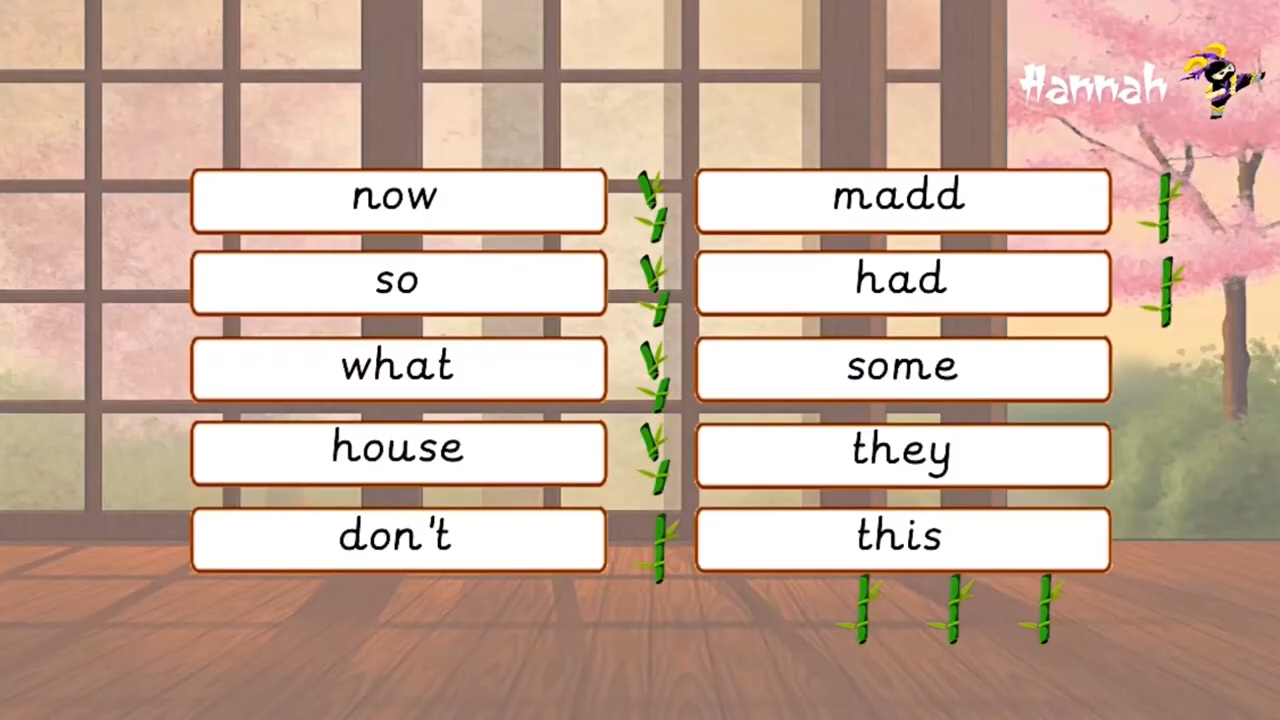 Hannah
now
madd
so
had
what
some
house
they
don't
this